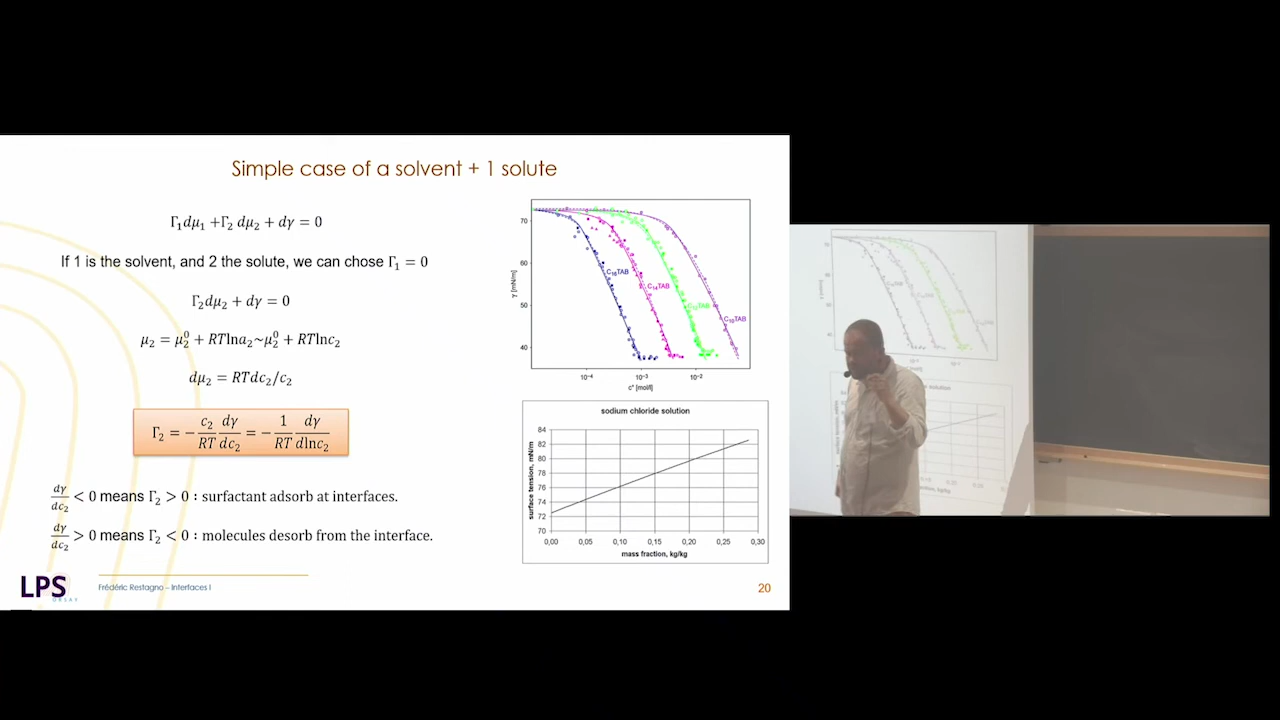 Simple case of a solvent + 1 solute
Γ₁dμ₁ +Γ₂ dμ₂ + dγ = 0
If 1 is the solvent, and 2 the solute, we can chose Γ₁ = 0
Γ₂dμ₂ + dγ = 0
μ₂ = μ₂⁰ + RTlna₂~μ₂⁰ + RTlnc₂
dμ₂ = RTdc₂/c₂
Γ₂ = − c₂/RT dγ/dc₂ = − 1/RT dγ/dlnc₂
dγ/dc₂ < 0 means Γ₂ > 0 : surfactant adsorb at interfaces.
dγ/dc₂ > 0 means Γ₂ < 0 : molecules desorb from the interface.
LPS
ORSAY
Frédéric Restagno – Interfaces I
20
γ [mN/m]
70
60
50
40
C₁₆TAB
C₁₄TAB
C₁₂TAB
C₁₀TAB
10⁻⁴ 10⁻³ 10⁻²
c* [mol/l]
sodium chloride solution
surface tension, mN/m
84
82
80
78
76
74
72
70
0,00 0,05 0,10 0,15 0,20 0,25 0,30
mass fraction, kg/kg